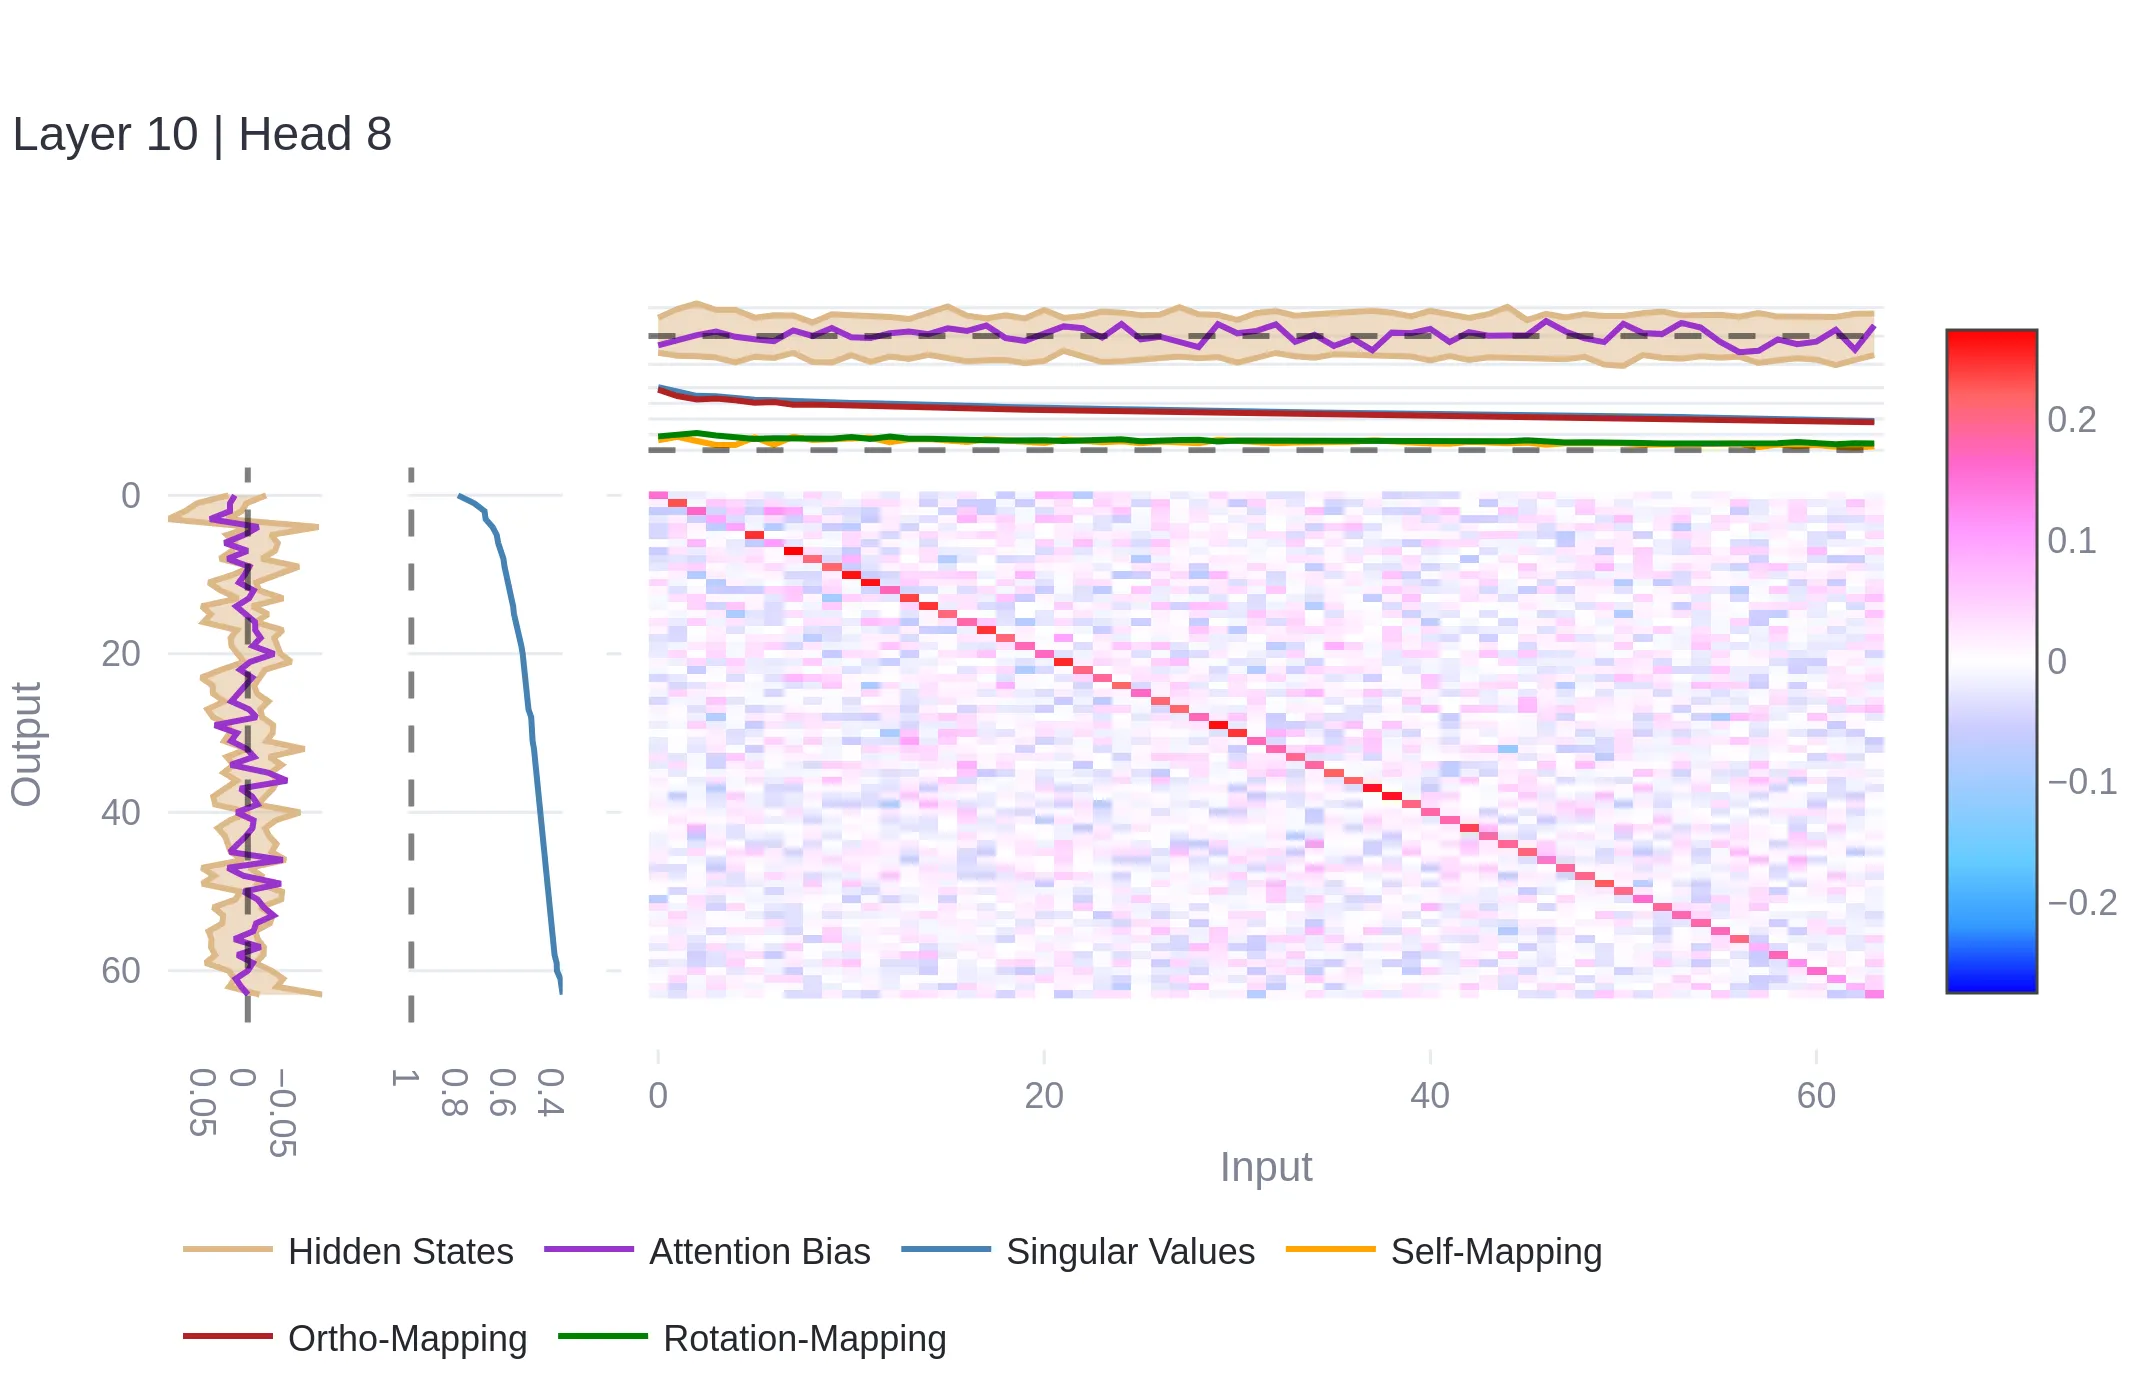 Layer 10 | Head 8
0
20
40
60
Output
0.05
0
−0.05
1
0.8
0.6
0.4
0
20
40
60
Input
0.2
0.1
0
−0.1
−0.2
Hidden States
Attention Bias
Singular Values
Self-Mapping
Ortho-Mapping
Rotation-Mapping